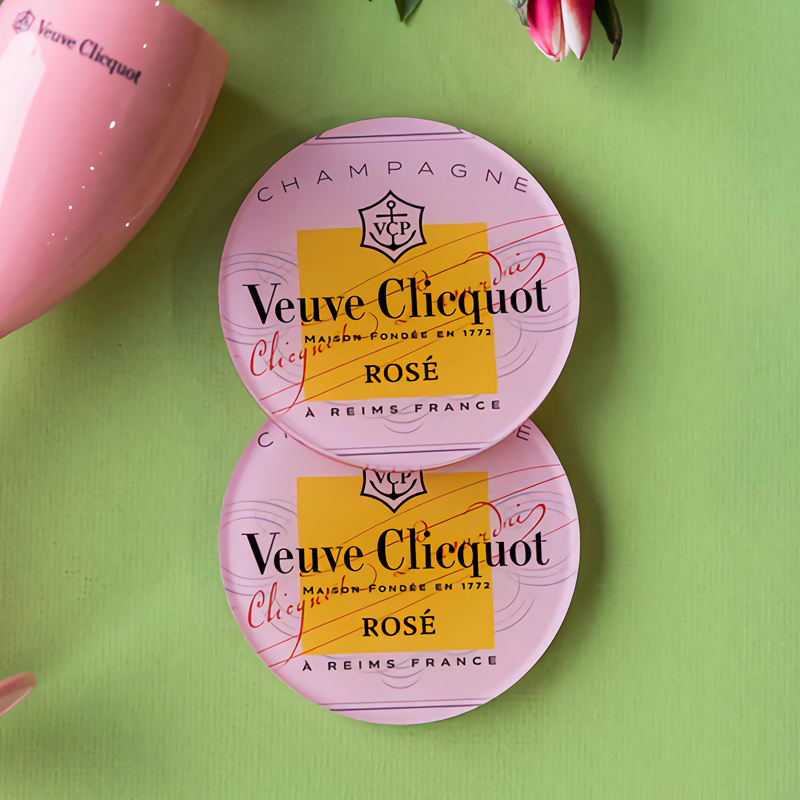 Veuve Clicquot
CHAMPAGNE
VCP
Veuve Clicquot
MAISON FONDÉE EN 1772
ROSÉ
À REIMS FRANCE
VCP
Veuve Clicquot
MAISON FONDÉE EN 1772
ROSÉ
À REIMS FRANCE